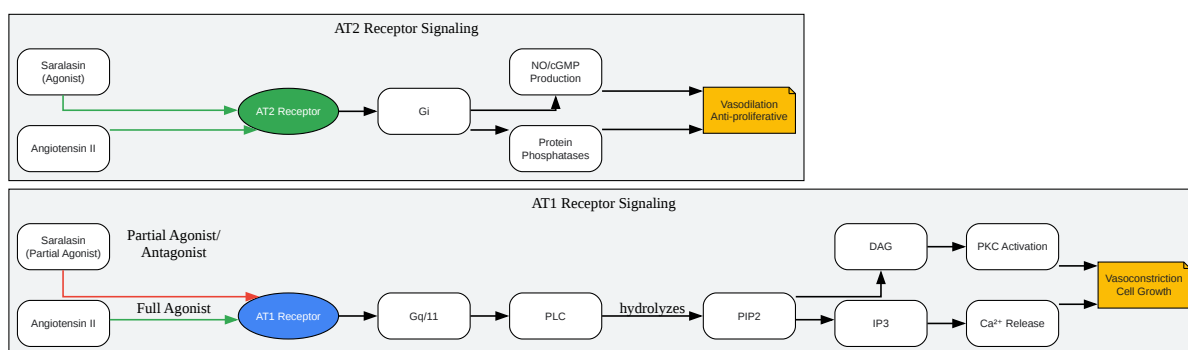 AT2 Receptor Signaling
Saralasin
(Agonist)
NO/cGMP
Production
AT2 Receptor
Gi
Vasodilation
Anti-proliferative
Angiotensin II
Protein
Phosphatases
AT1 Receptor Signaling
Saralasin
(Partial Agonist)
Partial Agonist/
Antagonist
DAG
PKC Activation
Vasoconstriction
Cell Growth
Angiotensin II
Full Agonist
AT1 Receptor
Gq/11
PLC
hydrolyzes
PIP2
IP3
Ca²⁺ Release